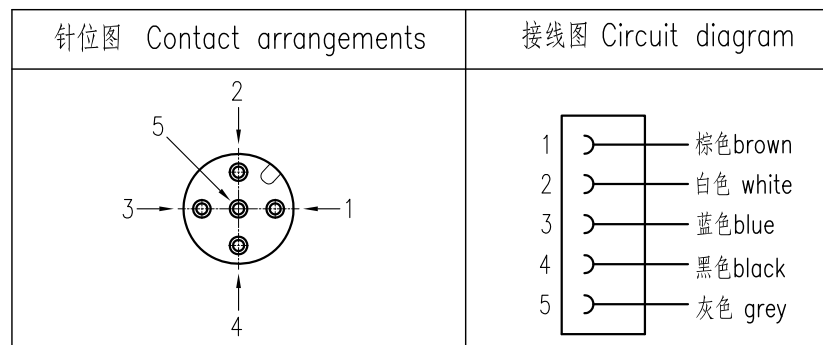 针位图 Contact arrangements
接线图 Circuit diagram
2
5
3
1
4
1 棕色brown
2 白色 white
3 蓝色blue
4 黑色black
5 灰色 grey